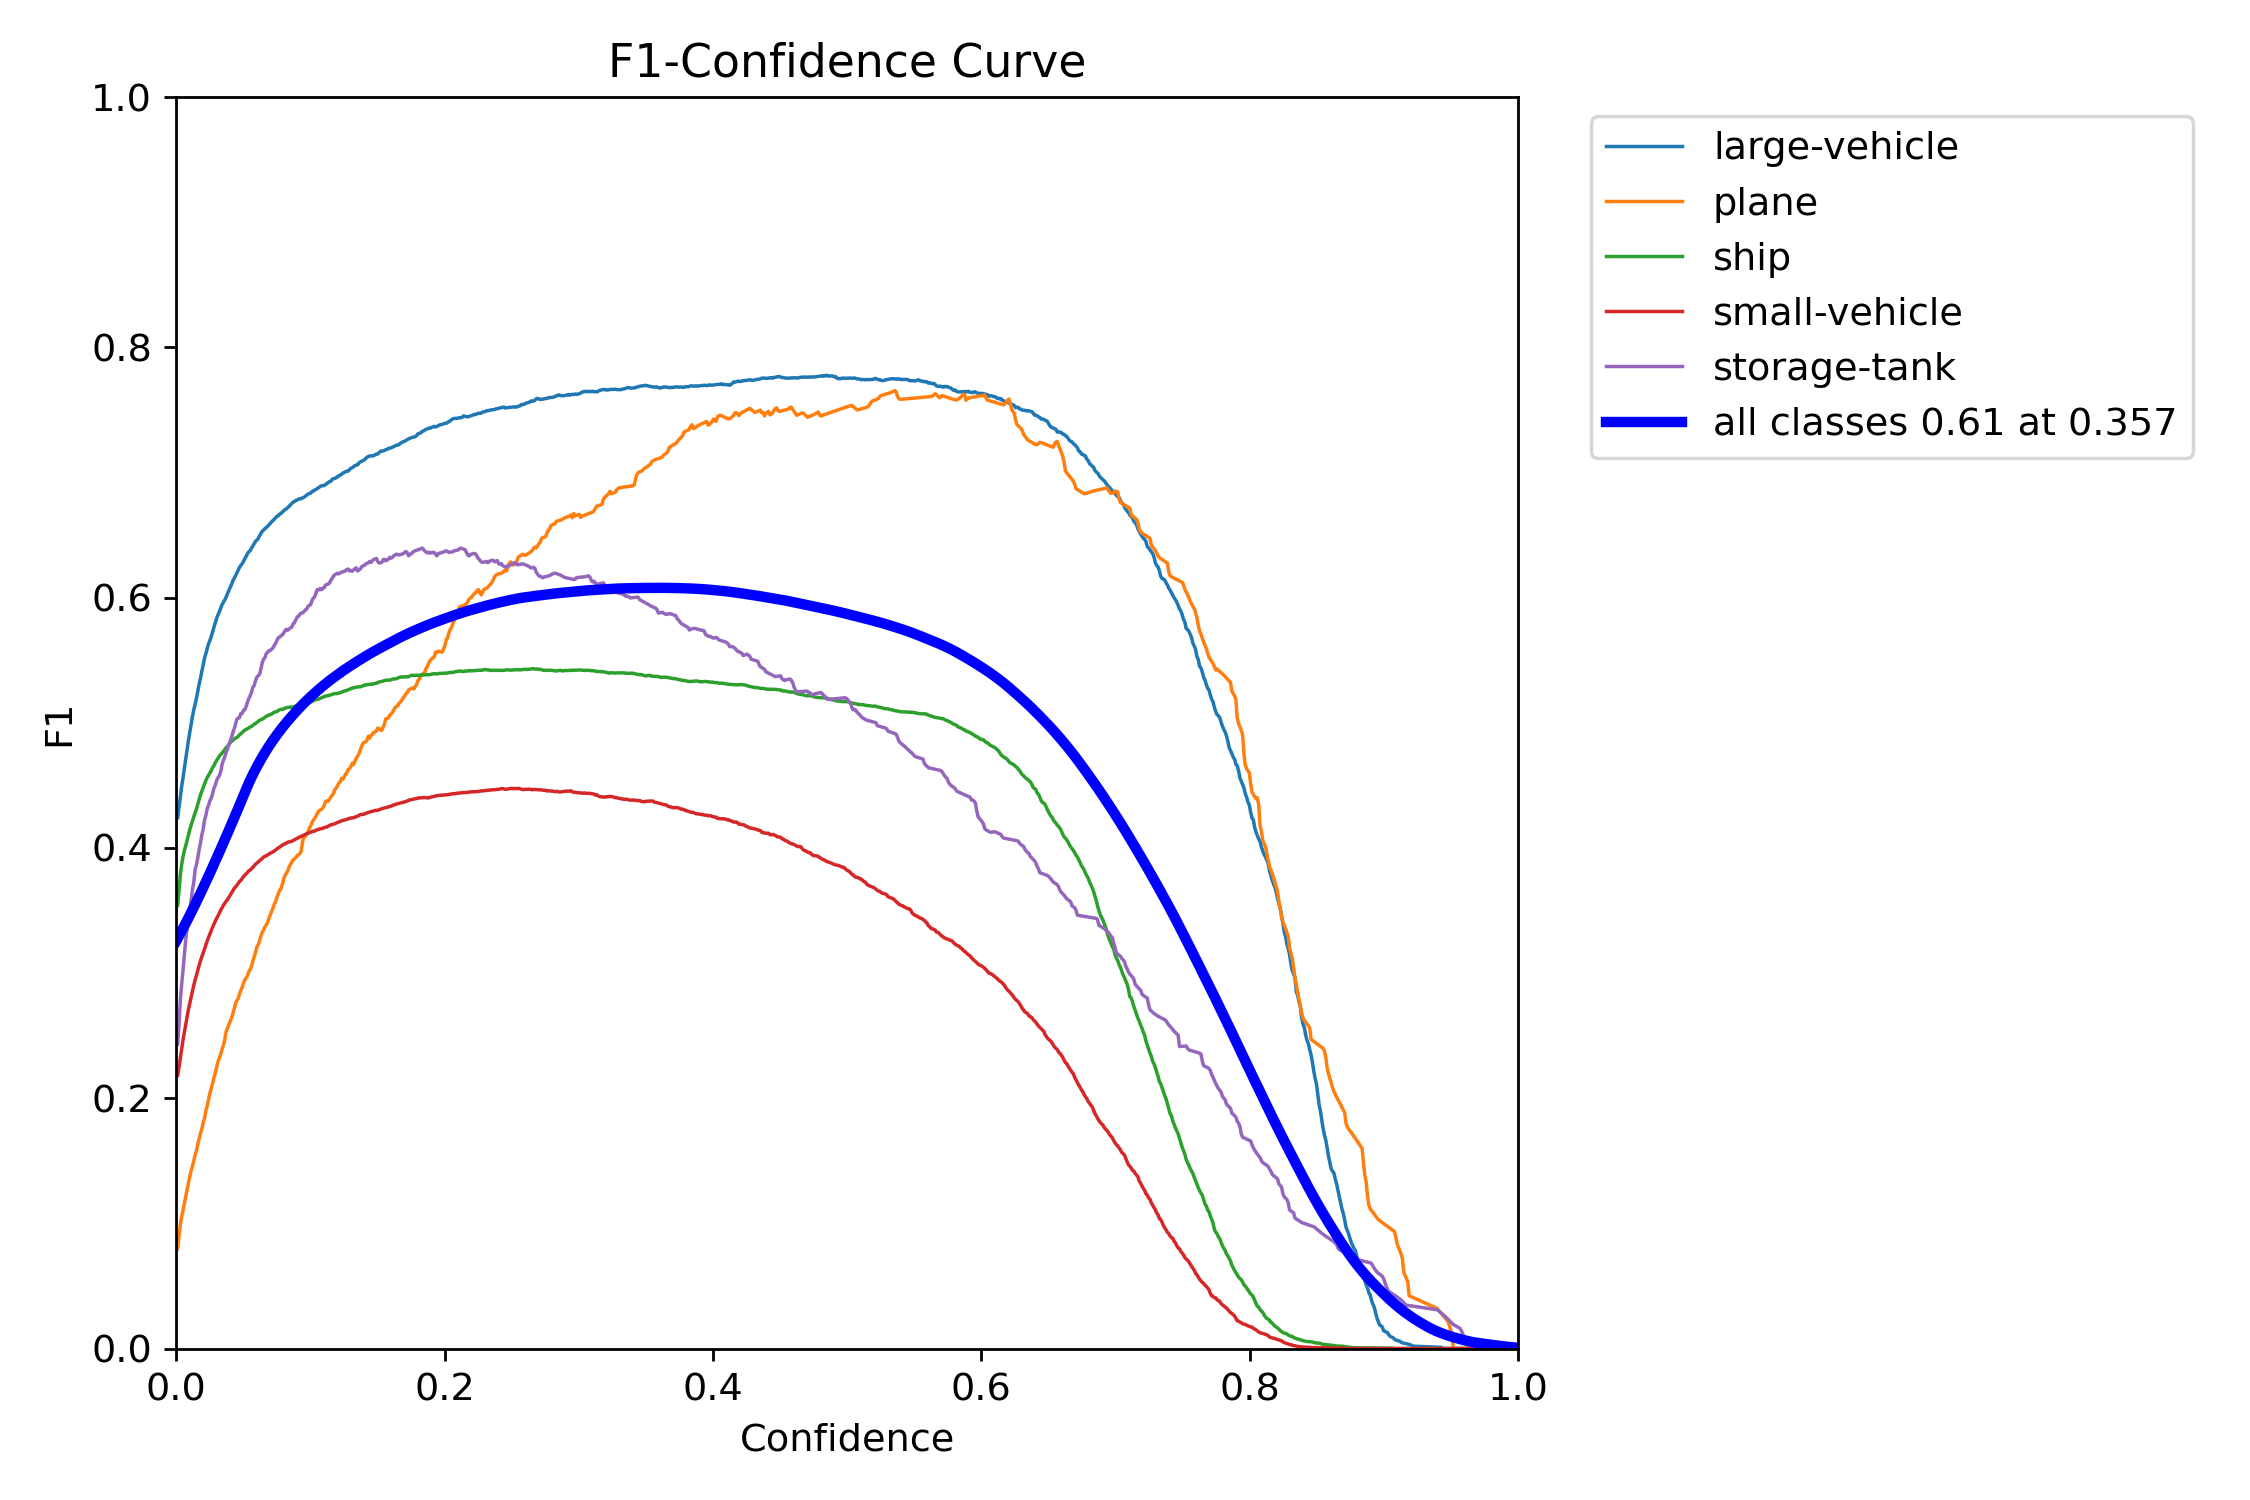 F1-Confidence Curve
1.0
0.8
0.6
0.4
0.2
0.0
F1
0.0 0.2 0.4 0.6 0.8 1.0
Confidence
large-vehicle
plane
ship
small-vehicle
storage-tank
all classes 0.61 at 0.357